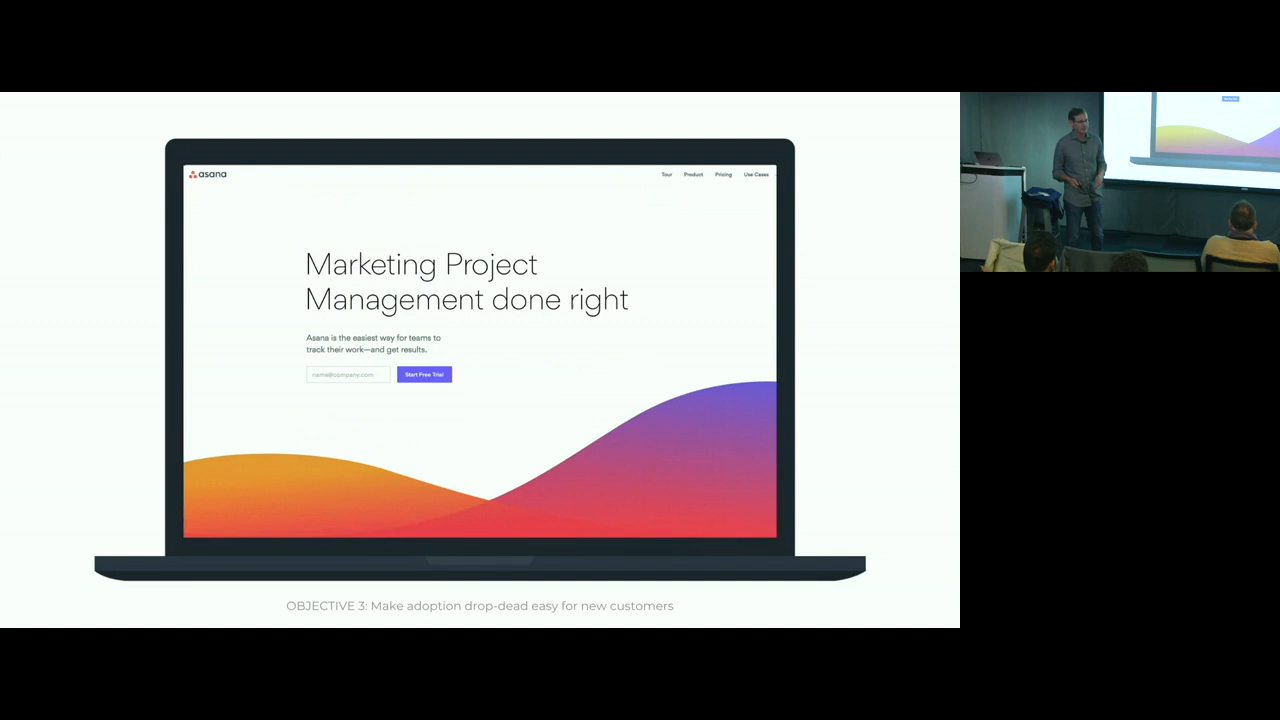 asana
Tour Product Pricing Use Cases
Marketing Project
Management done right
Asana is the easiest way for teams to
track their work—and get results.
name@company.com Start Free Trial
OBJECTIVE 3: Make adoption drop-dead easy for new customers